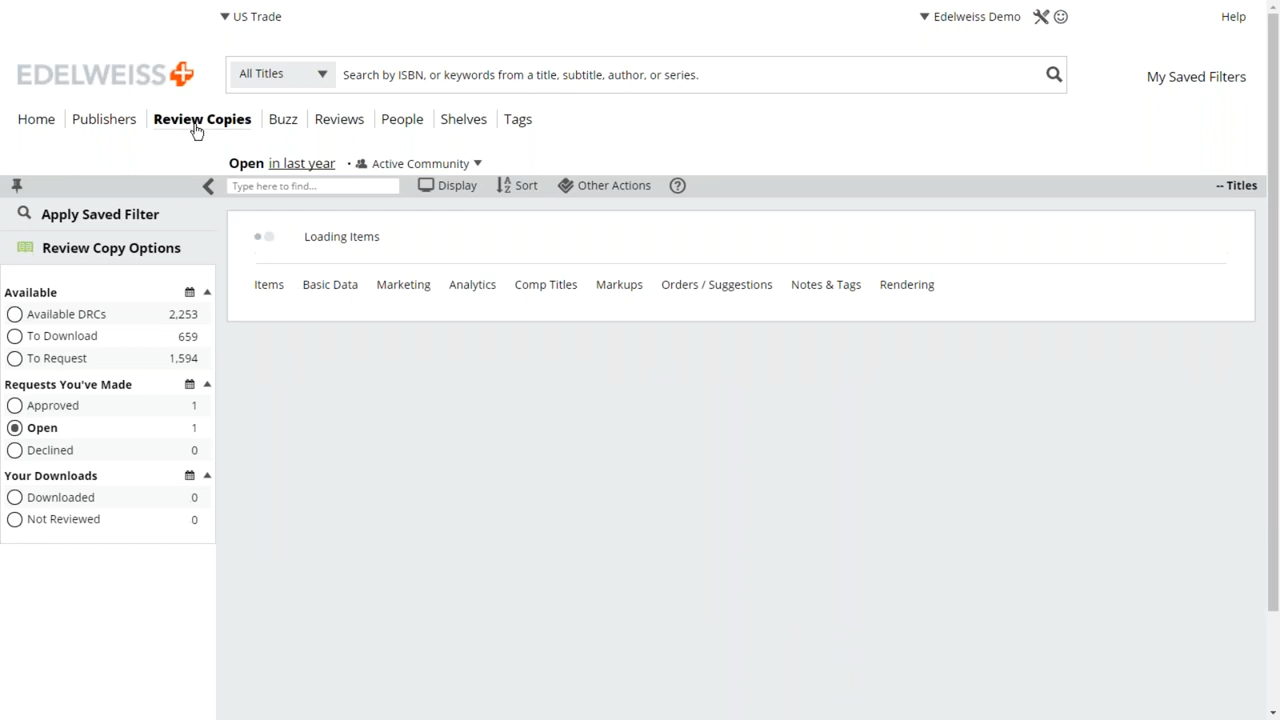 US Trade
Edelweiss Demo
Help
EDELWEISS
All Titles
Search by ISBN, or keywords from a title, subtitle, author, or series.
My Saved Filters
Home
Publishers
Review Copies
Buzz
Reviews
People
Shelves
Tags
Open in last year · Active Community
Type here to find...
Display
Sort
Other Actions
?
-- Titles
Apply Saved Filter
Review Copy Options
Loading Items
Items
Basic Data
Marketing
Analytics
Comp Titles
Markups
Orders / Suggestions
Notes & Tags
Rendering
Available
Available DRCs 2,253
To Download 659
To Request 1,594
Requests You've Made
Approved 1
Open 1
Declined 0
Your Downloads
Downloaded 0
Not Reviewed 0